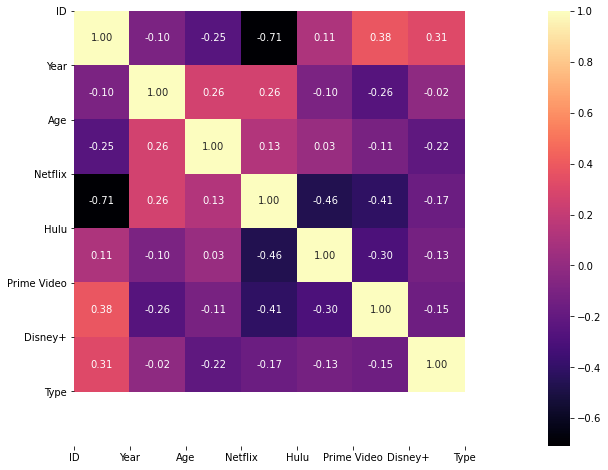 ID
1.00 -0.10 -0.25 -0.71 0.11 0.38 0.31
Year
-0.10 1.00 0.26 0.26 -0.10 -0.26 -0.02
Age
-0.25 0.26 1.00 0.13 0.03 -0.11 -0.22
Netflix
-0.71 0.26 0.13 1.00 -0.46 -0.41 -0.17
Hulu
0.11 -0.10 0.03 -0.46 1.00 -0.30 -0.13
Prime Video
0.38 -0.26 -0.11 -0.41 -0.30 1.00 -0.15
Disney+
0.31 -0.02 -0.22 -0.17 -0.13 -0.15 1.00
Type
ID Year Age Netflix Hulu Prime Video Disney+ Type
1.0
0.8
0.6
0.4
0.2
0.0
−0.2
−0.4
−0.6